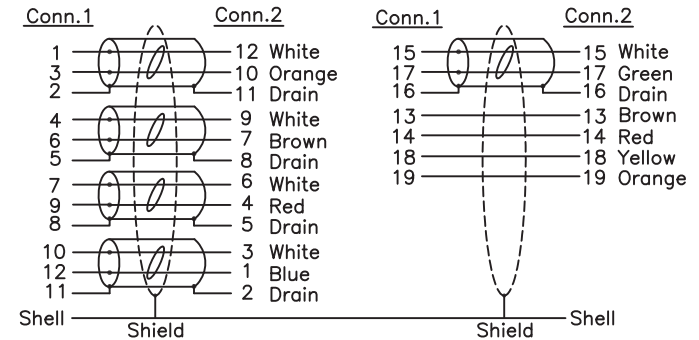 Conn.1 Conn.2
1 12 White
3 10 Orange
2 11 Drain
4 9 White
6 7 Brown
5 8 Drain
7 6 White
9 4 Red
8 5 Drain
10 3 White
12 1 Blue
11 2 Drain
Conn.1 Conn.2
15 15 White
17 17 Green
16 16 Drain
13 13 Brown
14 14 Red
18 18 Yellow
19 19 Orange
Shell Shell
Shield Shield